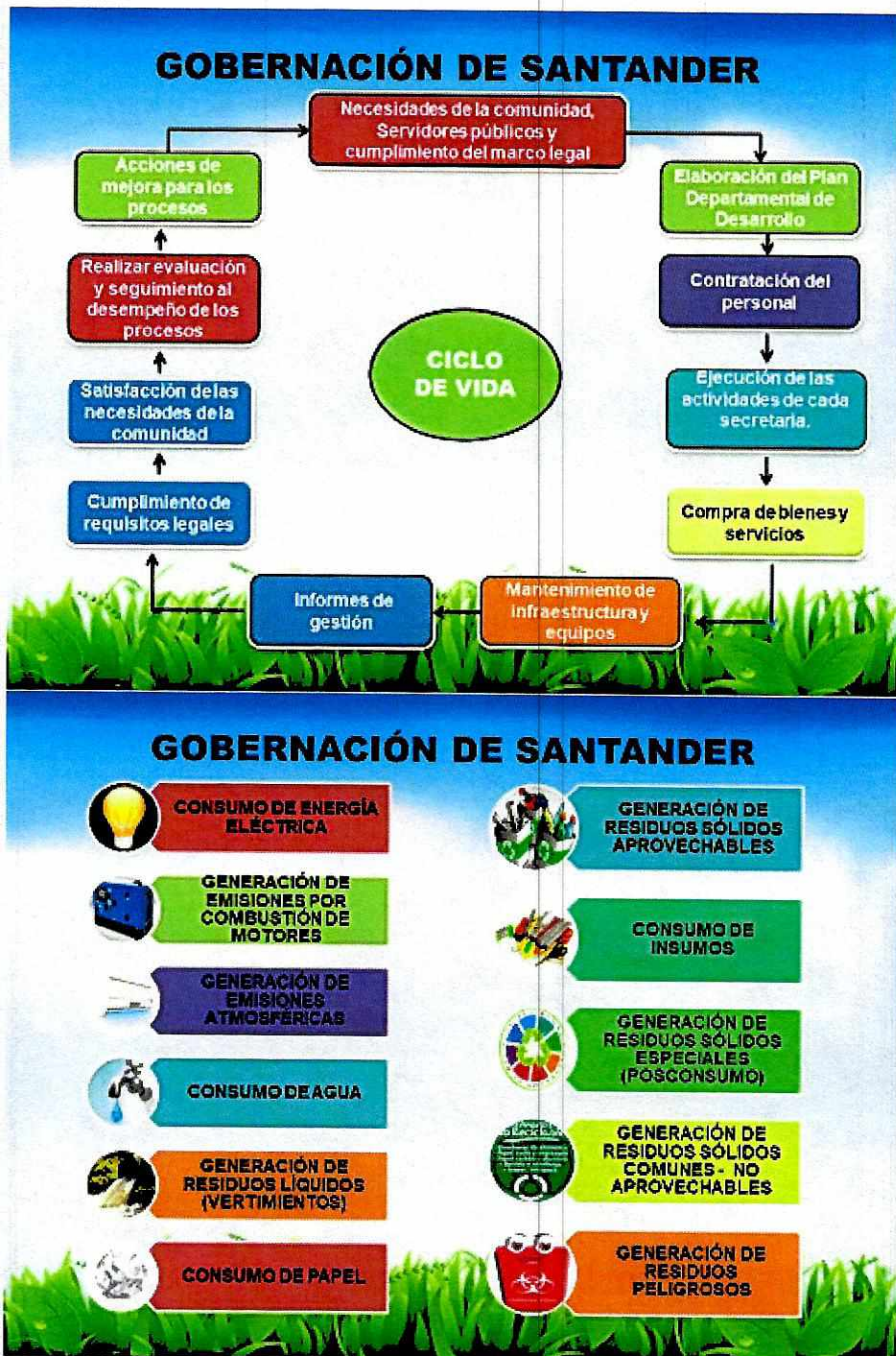 GOBERNACIÓN DE SANTANDER
Necesidades de la comunidad,
Servidores públicos y
cumplimiento del marco legal
Elaboración del Plan
Departamental de
Desarrollo
Contratación del
personal
Ejecución de las
actividades de cada
secretaria.
Compra de bienes y
servicios
Mantenimiento de
infraestructura y
equipos
Informes de
gestión
Cumplimiento de
requisitos legales
Satisfacción de las
necesidades de la
comunidad
Realizar evaluación
y seguimiento al
desempeño de los
procesos
Acciones de
mejora para los
procesos
CICLO
DE VIDA
GOBERNACIÓN DE SANTANDER
CONSUMO DE ENERGÍA
ELÉCTRICA
GENERACIÓN DE
EMISIONES POR
COMBUSTIÓN DE
MOTORES
GENERACIÓN DE
EMISIONES
ATMOSFÉRICAS
CONSUMO DE AGUA
GENERACIÓN DE
RESIDUOS LÍQUIDOS
(VERTIMIENTOS)
CONSUMO DE PAPEL
GENERACIÓN DE
RESIDUOS SÓLIDOS
APROVECHABLES
CONSUMO DE
INSUMOS
GENERACIÓN DE
RESIDUOS SÓLIDOS
ESPECIALES
(POSCONSUMO)
GENERACIÓN DE
RESIDUOS SÓLIDOS
COMUNES - NO
APROVECHABLES
GENERACIÓN DE
RESIDUOS
PELIGROSOS